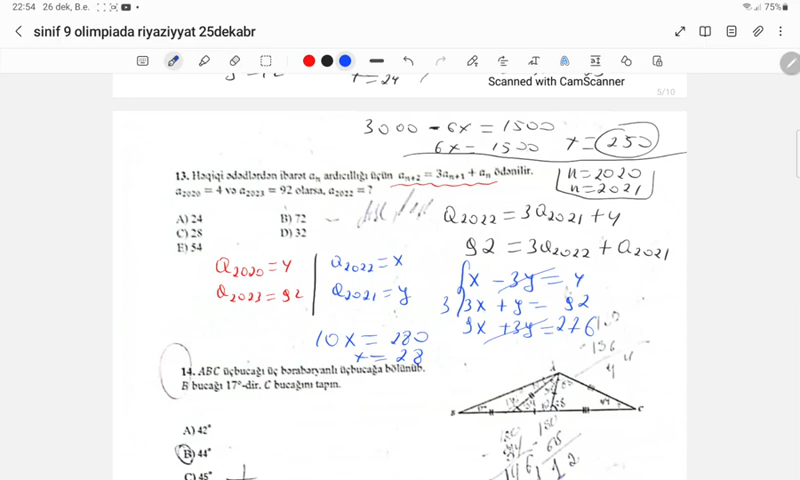 22:54 26 dek, B.e.
75%
sinif 9 olimpiada riyaziyyat 25dekabr
Scanned with CamScanner
5/10
3000 - 6x = 1500
6x = 1500 x = 250
13. Həqiqi ədədlərdən ibarət aₙ ardıcıllığı üçün aₙ₊₂ = 3aₙ₊₁ + aₙ ödənilir.
a₂₀₂₀ = 4 və a₂₀₂₃ = 92 olarsa, a₂₀₂₂ = ?
n=2020
n=2021
A) 24 B) 72
C) 28 D) 32
E) 54
a₂₀₂₂ = 3a₂₀₂₁ + 4
92 = 3a₂₀₂₂ + a₂₀₂₁
a₂₀₂₀ = 4 a₂₀₂₂ = x
a₂₀₂₃ = 92 a₂₀₂₁ = y
x - 3y = 4
3 3x + y = 92
9x + 3y = 276
10x = 280
x = 28
14. ABC üçbucağı üç bərabəryanlı üçbucağa bölünüb.
B bucağı 17°-dir. C bucağını tapın.
A
B C
17 44
A) 42°
B) 44°
C) 45°